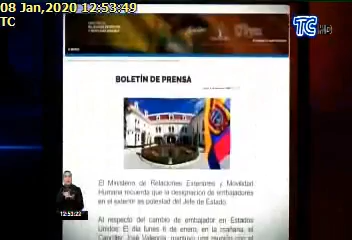 08 Jan,2020 12:53:49
TC
TC
BOLETÍN DE PRENSA
El Ministerio de Relaciones Exteriores y Movilidad
Humana recuerda que la designación de embajadores
en el exterior es potestad del Jefe de Estado.
Al respecto del cambio de embajador en Estados
Unidos: El día lunes 6 de enero, en la mañana, el
Canciller José Valencia, mantuvo una reunión con el
12:53:22